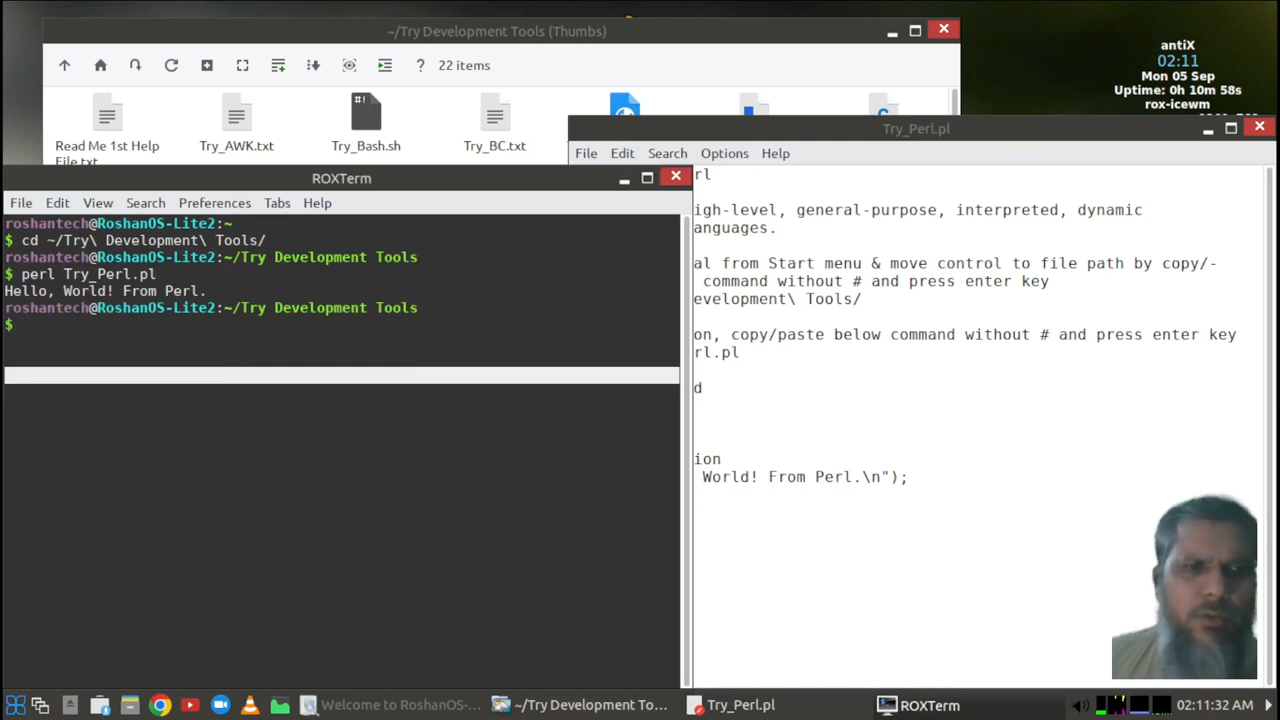 ~/Try Development Tools (Thumbs)
22 items
antiX
02:11
Mon 05 Sep
Uptime: 0h 10m 58s
rox-icewm
Read Me 1st Help
File.txt
Try_AWK.txt
#!
Try_Bash.sh
Try_BC.txt
Try_Perl.pl
File Edit Search Options Help
rl
igh-level, general-purpose, interpreted, dynamic
anguages.
al from Start menu & move control to file path by copy/-
command without # and press enter key
evelopment\ Tools/
on, copy/paste below command without # and press enter key
rl.pl
d
ion
World! From Perl.\n");
ROXTerm
File Edit View Search Preferences Tabs Help
roshantech@RoshanOS-Lite2:~
$ cd ~/Try\ Development\ Tools/
roshantech@RoshanOS-Lite2:~/Try Development Tools
$ perl Try_Perl.pl
Hello, World! From Perl.
roshantech@RoshanOS-Lite2:~/Try Development Tools
$
Welcome to RoshanOS-...
~/Try Development To...
Try_Perl.pl
ROXTerm
02:11:32 AM